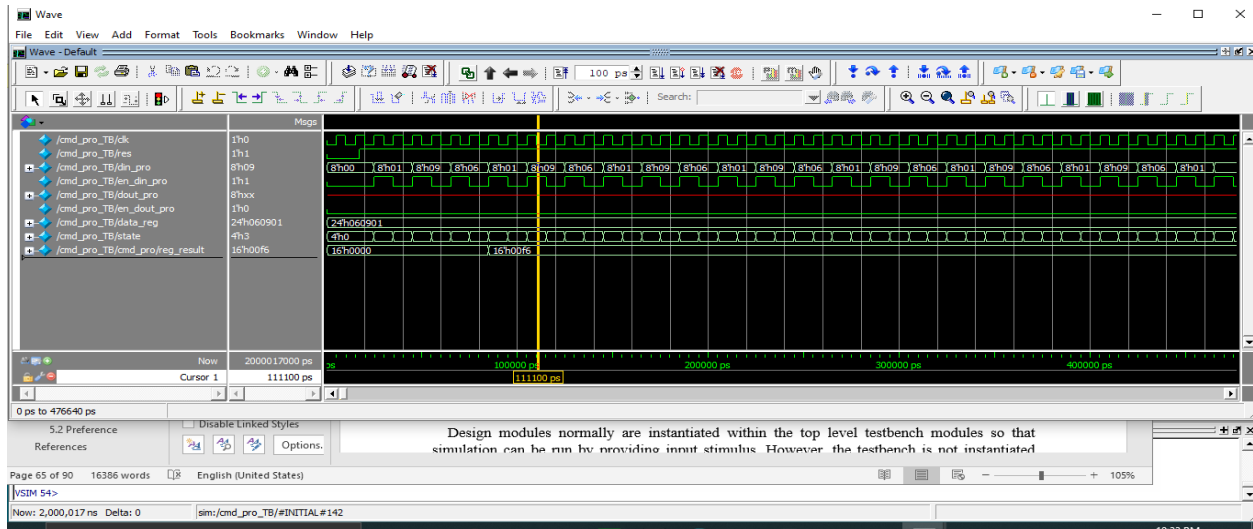 Wave
File Edit View Add Format Tools Bookmarks Window Help
Wave - Default
100 ps
Search:
Msgs
/cmd_pro_TB/clk 1'h0
/cmd_pro_TB/res 1'h1
/cmd_pro_TB/din_pro 8'h09 8'h00 8'h01 8'h09 8'h06 8'h01 8'h09 8'h06 8'h01 8'h09 8'h06 8'h01 8'h09 8'h06 8'h01 8'h09 8'h06 8'h01 8'h09 8'h06 8'h01 8'h09 8'h06 8'h01
/cmd_pro_TB/en_din_pro 1'h1
/cmd_pro_TB/dout_pro 8'hxx
/cmd_pro_TB/en_dout_pro 1'h0
/cmd_pro_TB/data_reg 24'h060901 24'h060901
/cmd_pro_TB/state 4'h3 4'h0
/cmd_pro_TB/cmd_pro/reg_result 16'h00f6 16'h0000 16'h00f6
Now 2000017000 ps ps 100000 ps 200000 ps 300000 ps 400000 ps
Cursor 1 111100 ps 111100 ps
0 ps to 476640 ps
5.2 Preference Disable Linked Styles
References Options.
Design modules normally are instantiated within the top level testbench modules so that
simulation can be run by providing input stimulus. However, the testbench is not instantiated
Page 65 of 90 16386 words English (United States) 105%
VSIM 54>
Now: 2,000,017 ns Delta: 0 sim:/cmd_pro_TB/#INITIAL#142